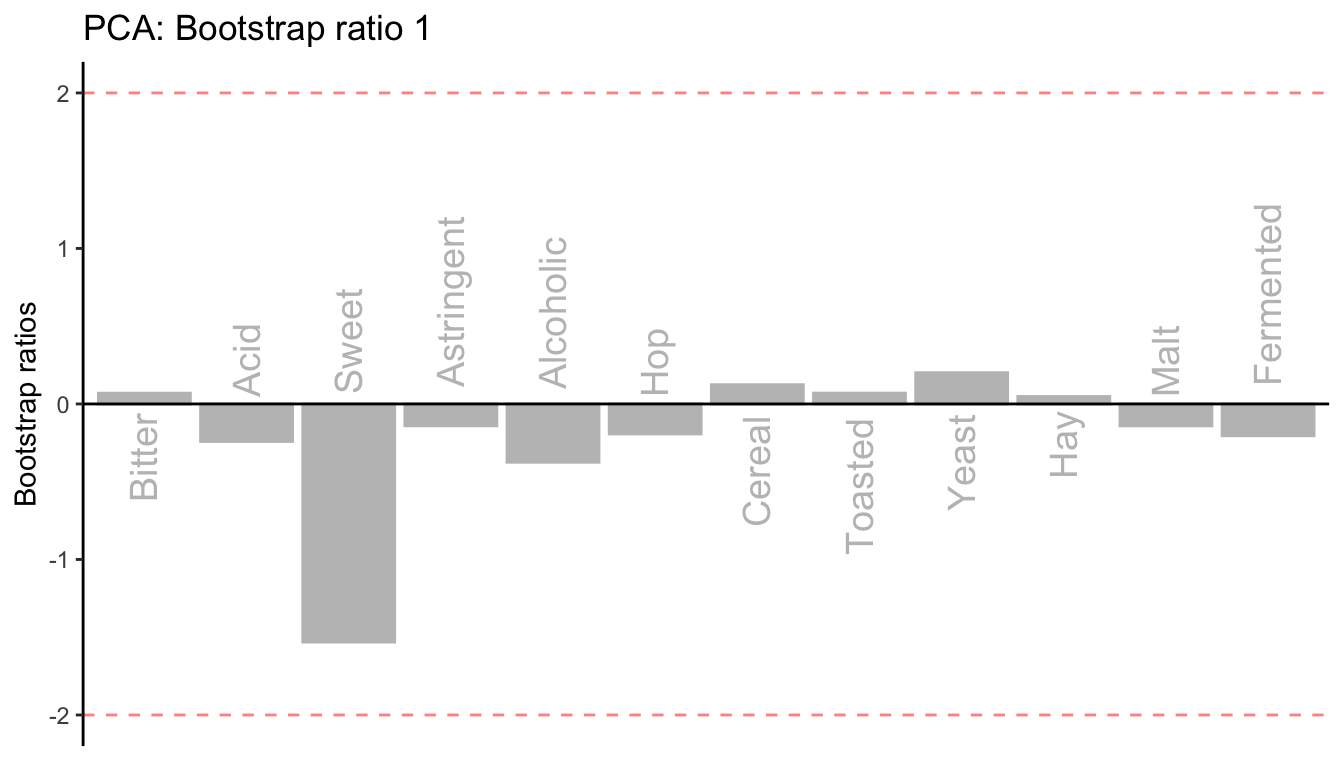 PCA: Bootstrap ratio 1
Bootstrap ratios
2
1
0
-1
-2
Bitter
Acid
Sweet
Astringent
Alcoholic
Hop
Cereal
Toasted
Yeast
Hay
Malt
Fermented